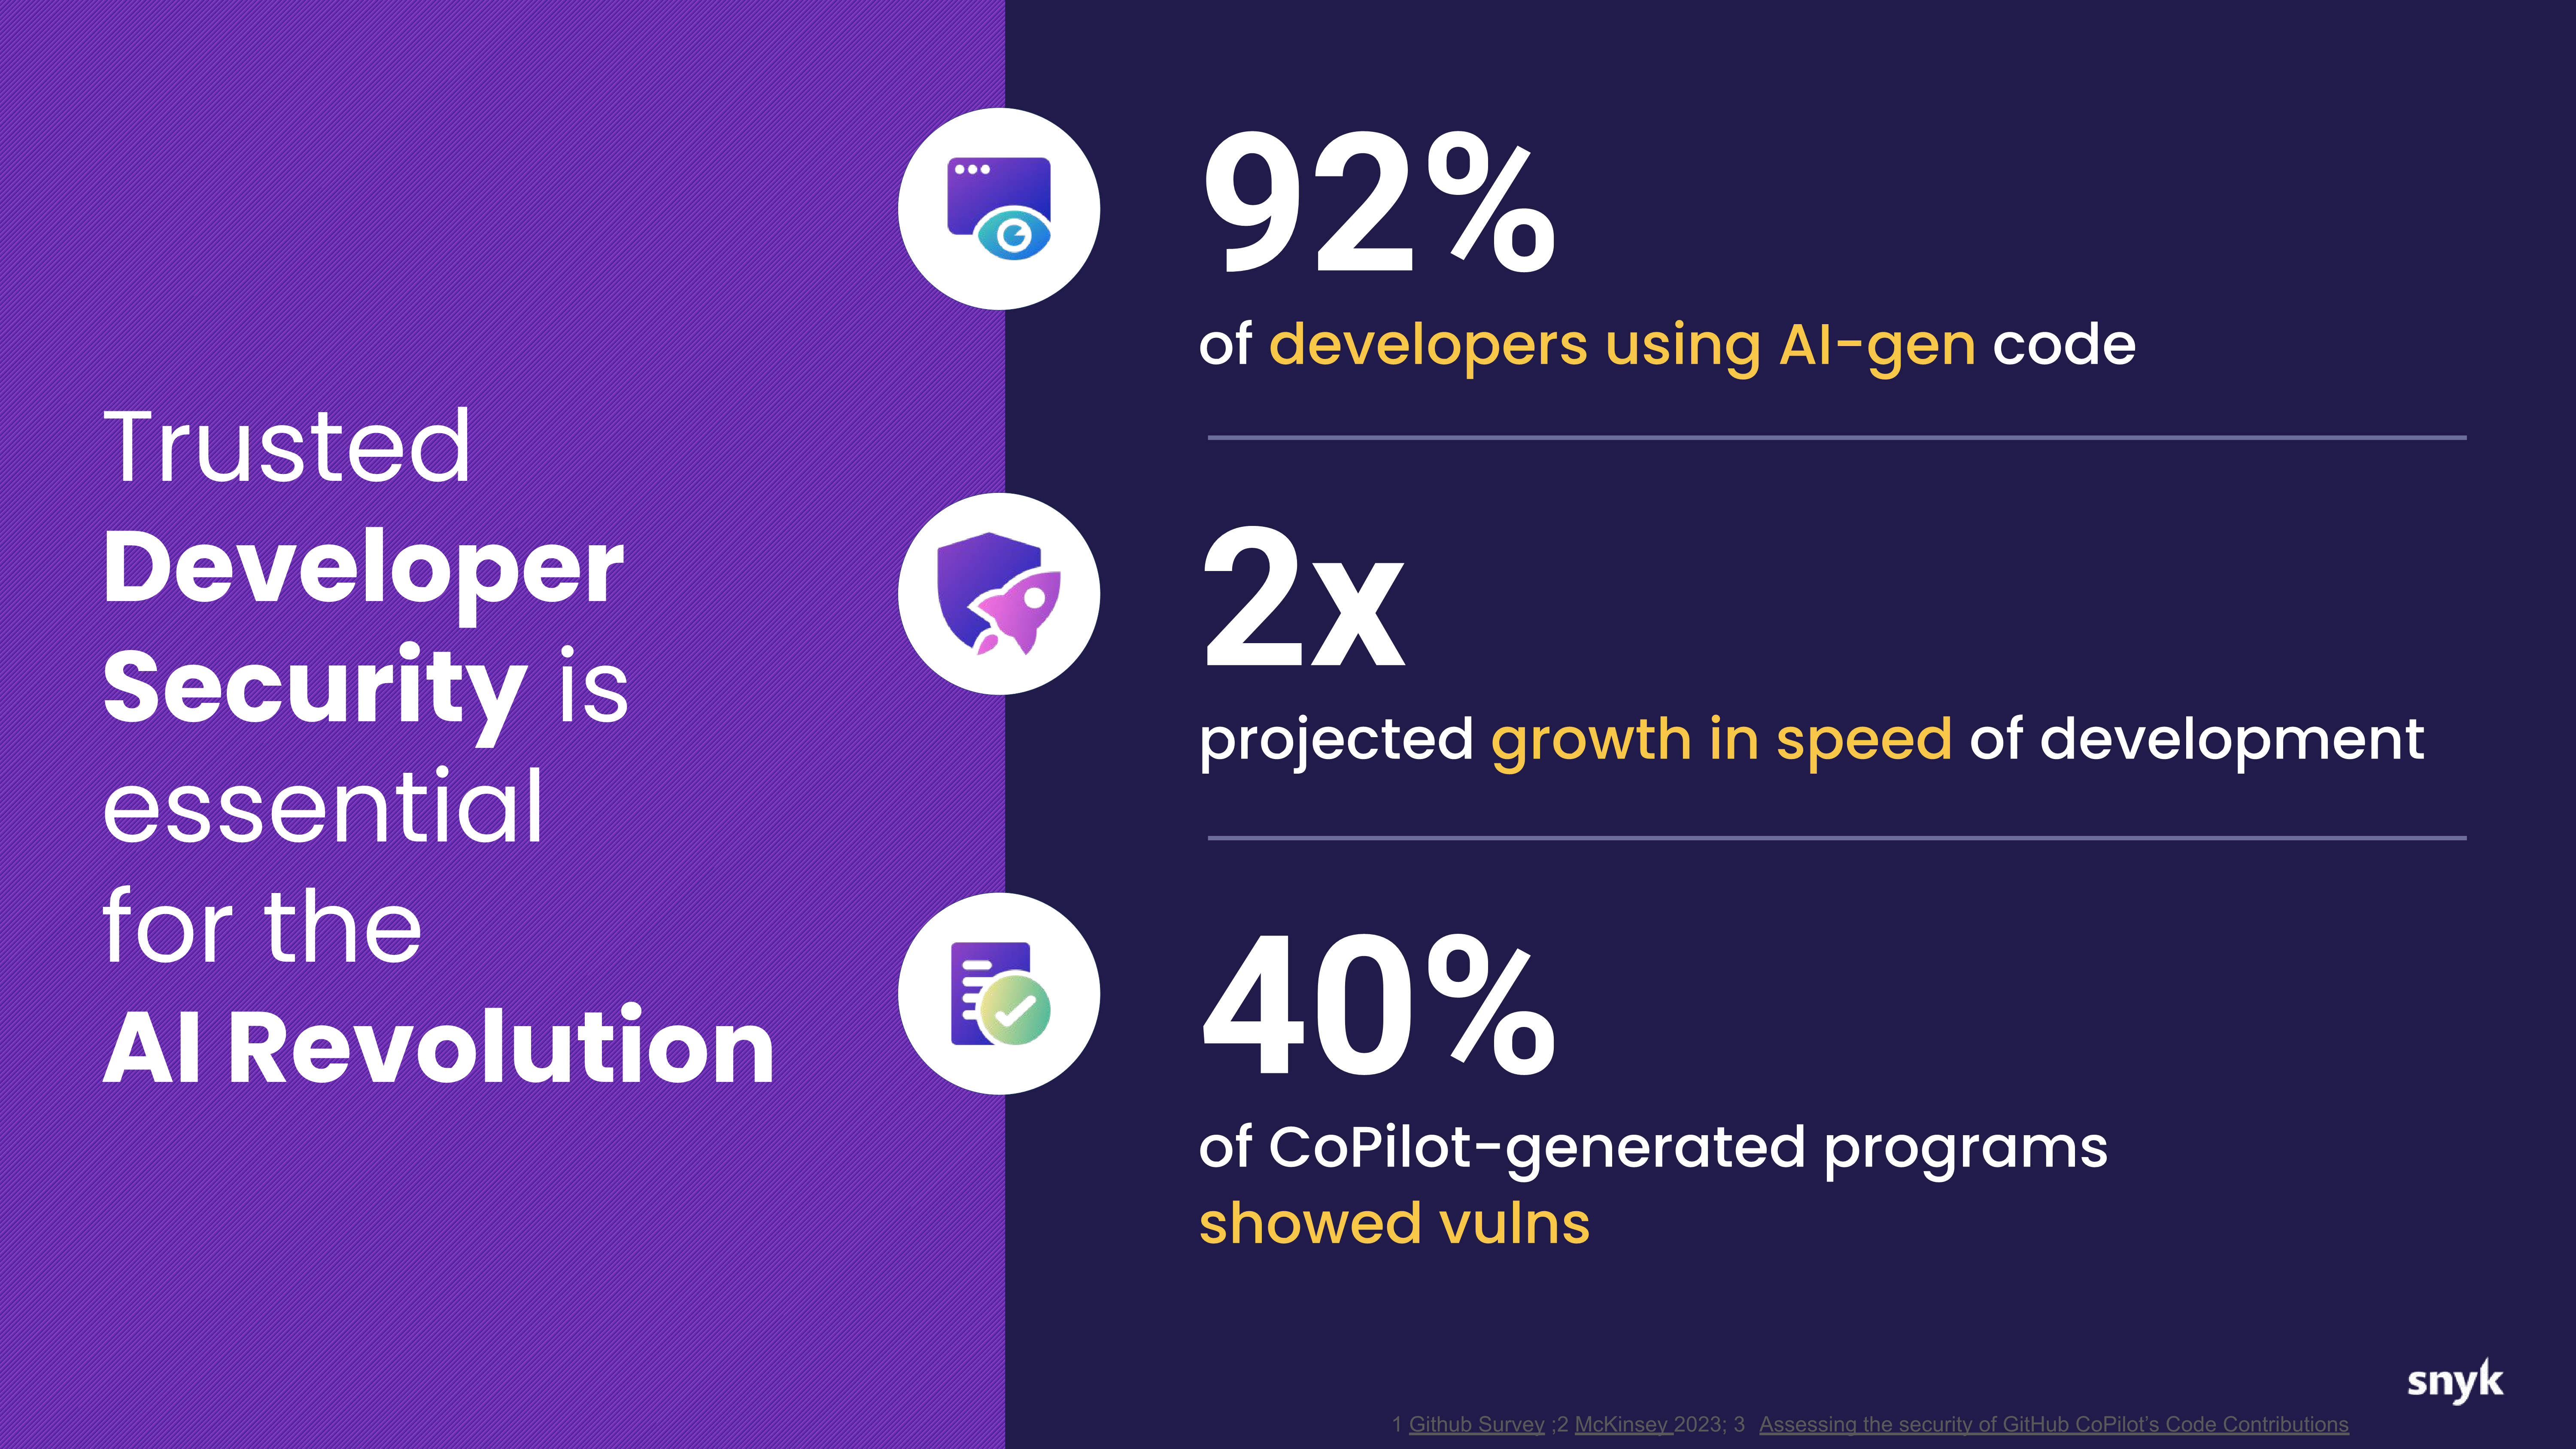 Trusted
Developer
Security is
essential
for the
AI Revolution
92%
of developers using AI-gen code
2x
projected growth in speed of development
40%
of CoPilot-generated programs
showed vulns
snyk
1 Github Survey ;2 McKinsey 2023; 3 Assessing the security of GitHub CoPilot's Code Contributions